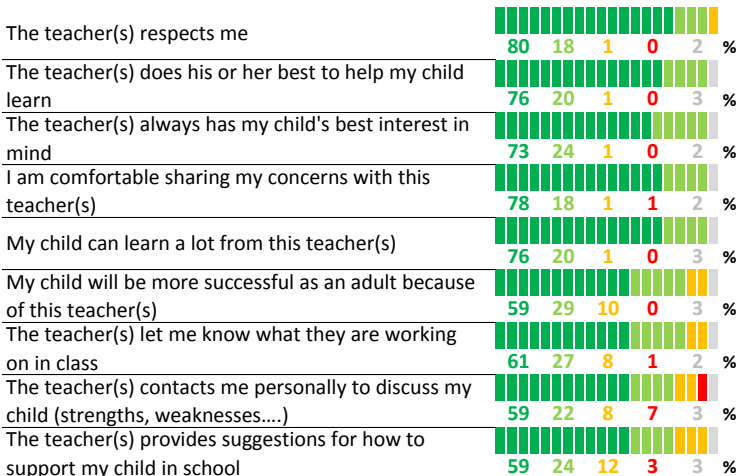 The teacher(s) respects me
80 18 1 0 2 %
The teacher(s) does his or her best to help my child
learn
76 20 1 0 3 %
The teacher(s) always has my child's best interest in
mind
73 24 1 0 2 %
I am comfortable sharing my concerns with this
teacher(s)
78 18 1 1 2 %
My child can learn a lot from this teacher(s)
76 20 1 0 3 %
My child will be more successful as an adult because
of this teacher(s)
59 29 10 0 3 %
The teacher(s) let me know what they are working
on in class
61 27 8 1 2 %
The teacher(s) contacts me personally to discuss my
child (strengths, weaknesses....)
59 22 8 7 3 %
The teacher(s) provides suggestions for how to
support my child in school
59 24 12 3 3 %